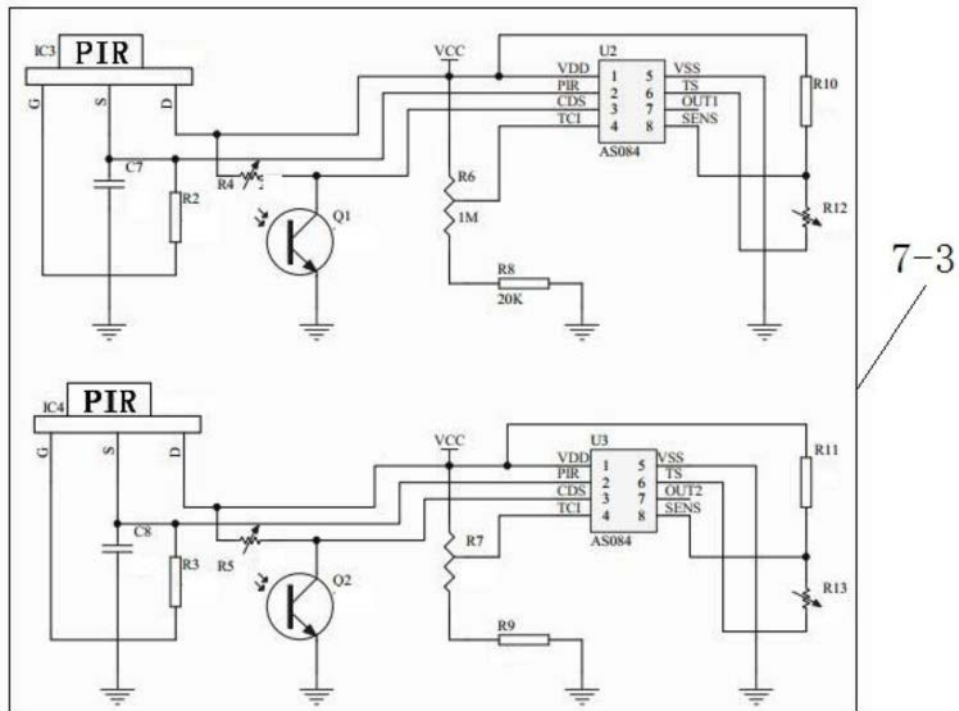 IC3 PIR
G S D
C7
R2
R4
Q1
VCC
R6
1M
R8
20K
U2
VDD 1 5 VSS
PIR 2 6 TS
CDS 3 7 OUT1
TCI 4 8 SENS
AS084
R10
R12
7-3
IC4 PIR
G S D
C8
R3
R5
Q2
VCC
R7
R9
U3
VDD 1 5 VSS
PIR 2 6 TS
CDS 3 7 OUT2
TCI 4 8 SENS
AS084
R11
R13